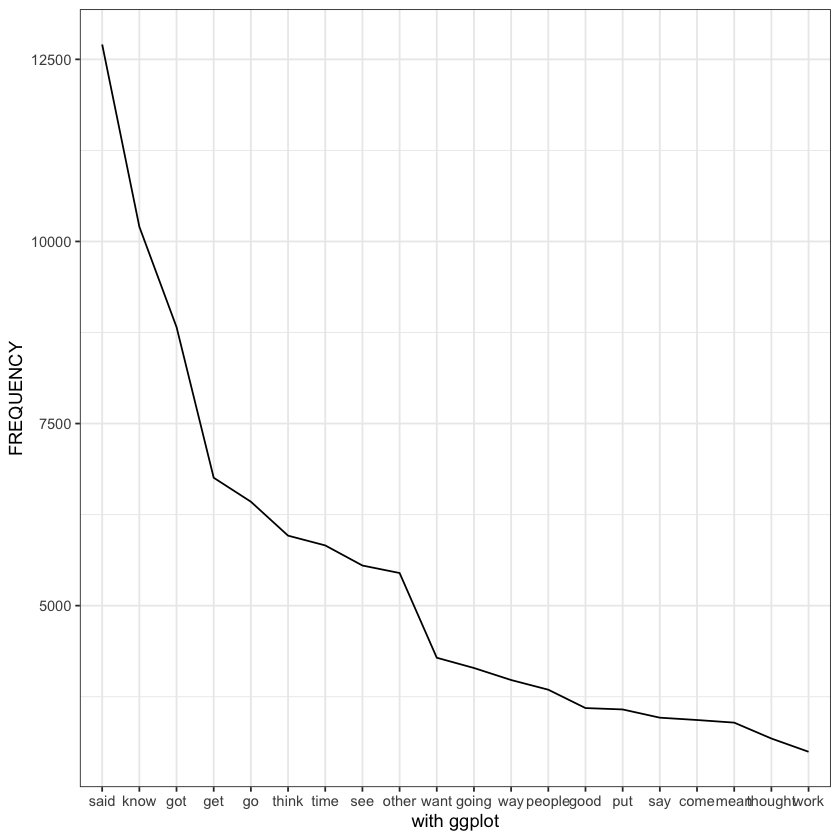 12500
10000
7500
5000
FREQUENCY
said know got get go think time see other want going way people good put say come mean thought work
with ggplot